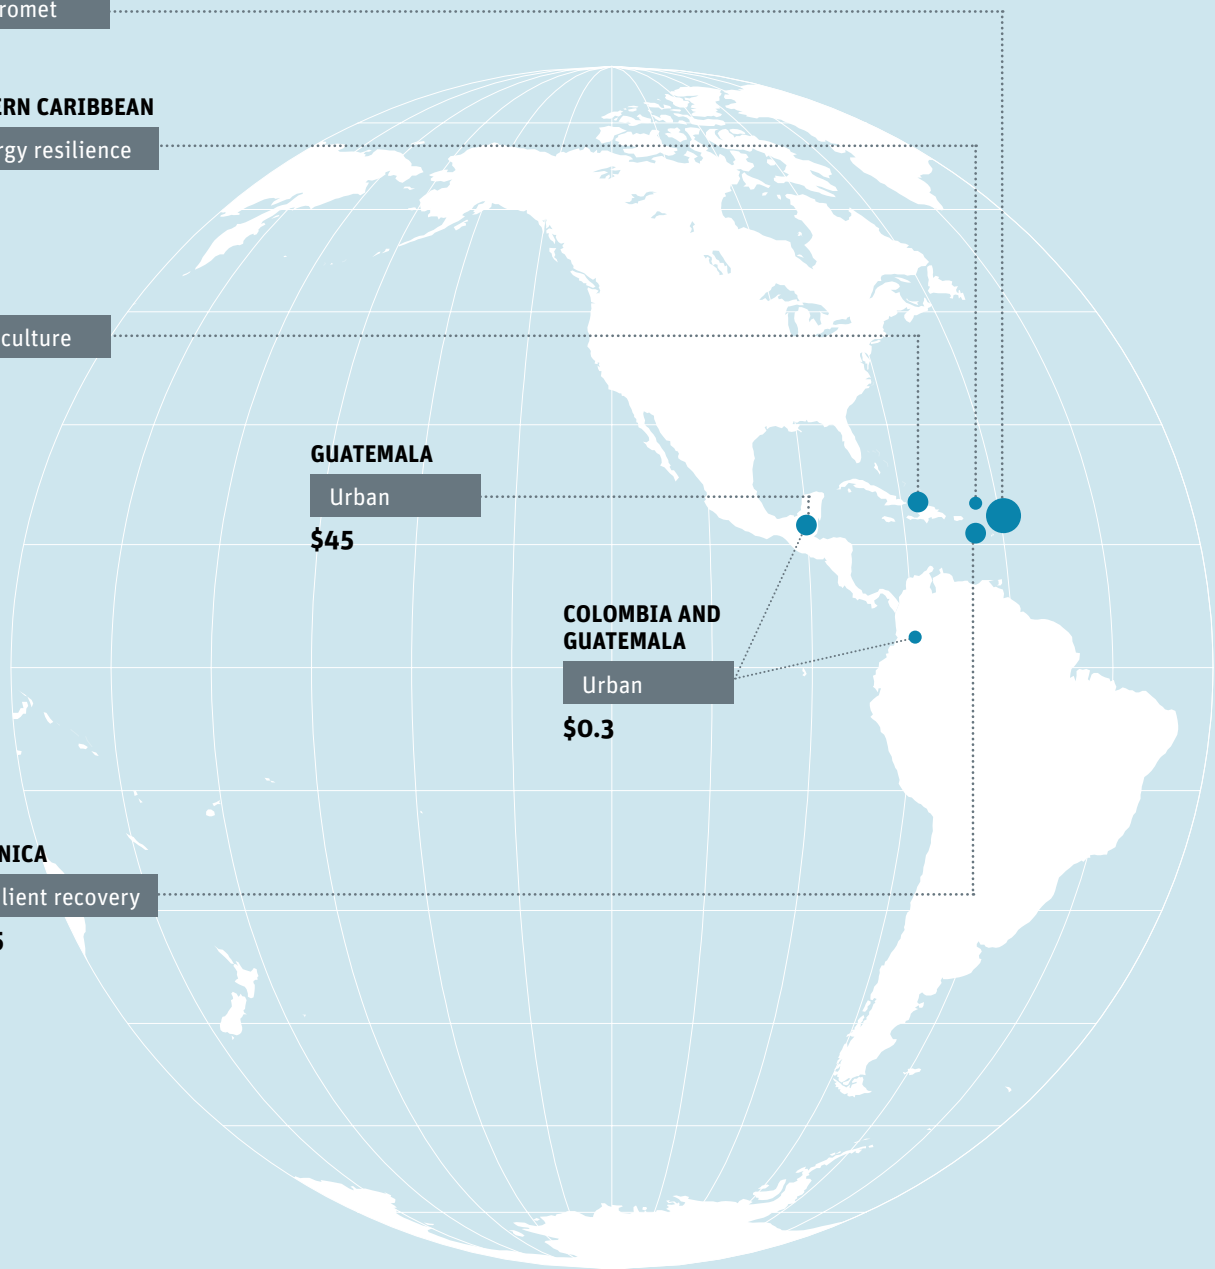 romet
ERN CARIBBEAN
rgy resilience
culture
GUATEMALA
Urban
$45
COLOMBIA AND
GUATEMALA
Urban
$0.3
NICA
lient recovery